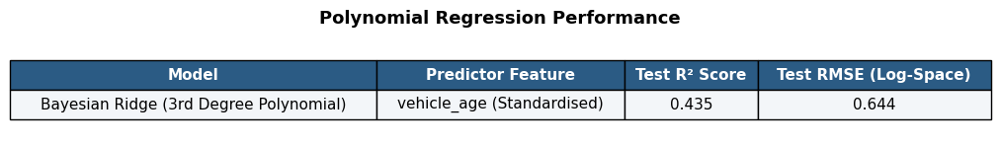 Polynomial Regression Performance
Model Predictor Feature Test R² Score Test RMSE (Log-Space)
Bayesian Ridge (3rd Degree Polynomial) vehicle_age (Standardised) 0.435 0.644